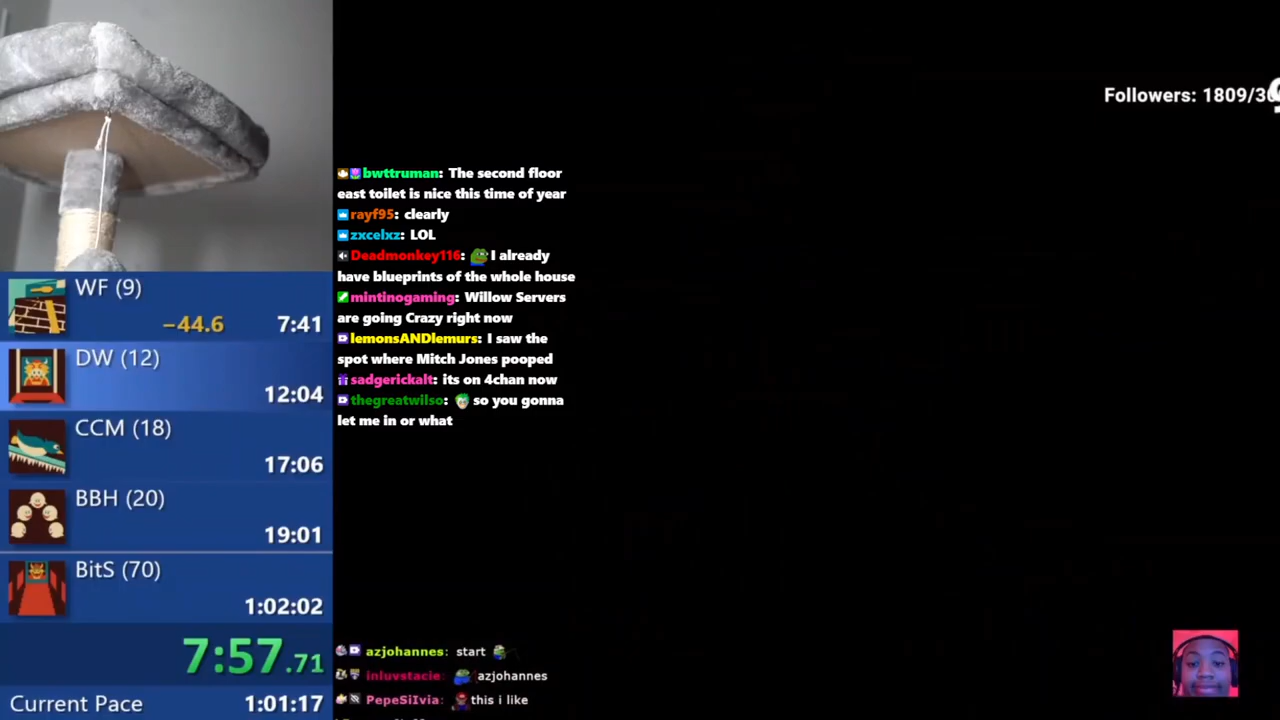 WF (9)
-44.6 7:41
DW (12)
12:04
CCM (18)
17:06
BBH (20)
19:01
BitS (70)
1:02:02
7:57.71
Current Pace 1:01:17
bwttruman: The second floor
east toilet is nice this time of year
rayf95: clearly
zxcelxz: LOL
Deadmonkey116: I already
have blueprints of the whole house
mintinogaming: Willow Servers
are going Crazy right now
lemonsANDlemurs: I saw the
spot where Mitch Jones pooped
sadgerickalt: its on 4chan now
thegreatwilso: so you gonna
let me in or what
azjohannes: start
inluvstacie: azjohannes
PepeSiIvia: this i like
Followers: 1809/